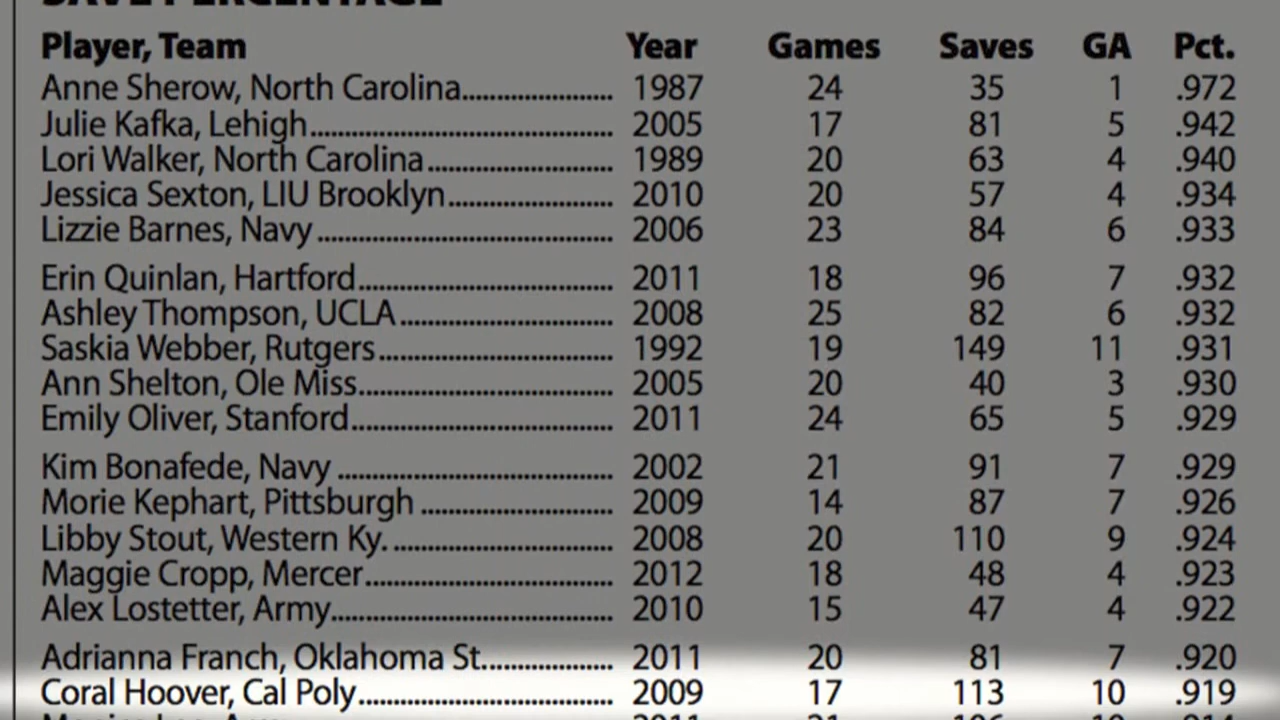 SAVE PERCENTAGE
Player, Team Year Games Saves GA Pct.
Anne Sherow, North Carolina.......................... 1987 24 35 1 .972
Julie Kafka, Lehigh.................................................... 2005 17 81 5 .942
Lori Walker, North Carolina................................ 1989 20 63 4 .940
Jessica Sexton, LIU Brooklyn............................ 2010 20 57 4 .934
Lizzie Barnes, Navy.................................................. 2006 23 84 6 .933
Erin Quinlan, Hartford............................................ 2011 18 96 7 .932
Ashley Thompson, UCLA..................................... 2008 25 82 6 .932
Saskia Webber, Rutgers........................................ 1992 19 149 11 .931
Ann Shelton, Ole Miss............................................ 2005 20 40 3 .930
Emily Oliver, Stanford............................................. 2011 24 65 5 .929
Kim Bonafede, Navy............................................... 2002 21 91 7 .929
Morie Kephart, Pittsburgh................................. 2009 14 87 7 .926
Libby Stout, Western Ky...................................... 2008 20 110 9 .924
Maggie Cropp, Mercer........................................... 2012 18 48 4 .923
Alex Lostetter, Army................................................ 2010 15 47 4 .922
Adrianna Franch, Oklahoma St....................... 2011 20 81 7 .920
Coral Hoover, Cal Poly............................................ 2009 17 113 10 .919